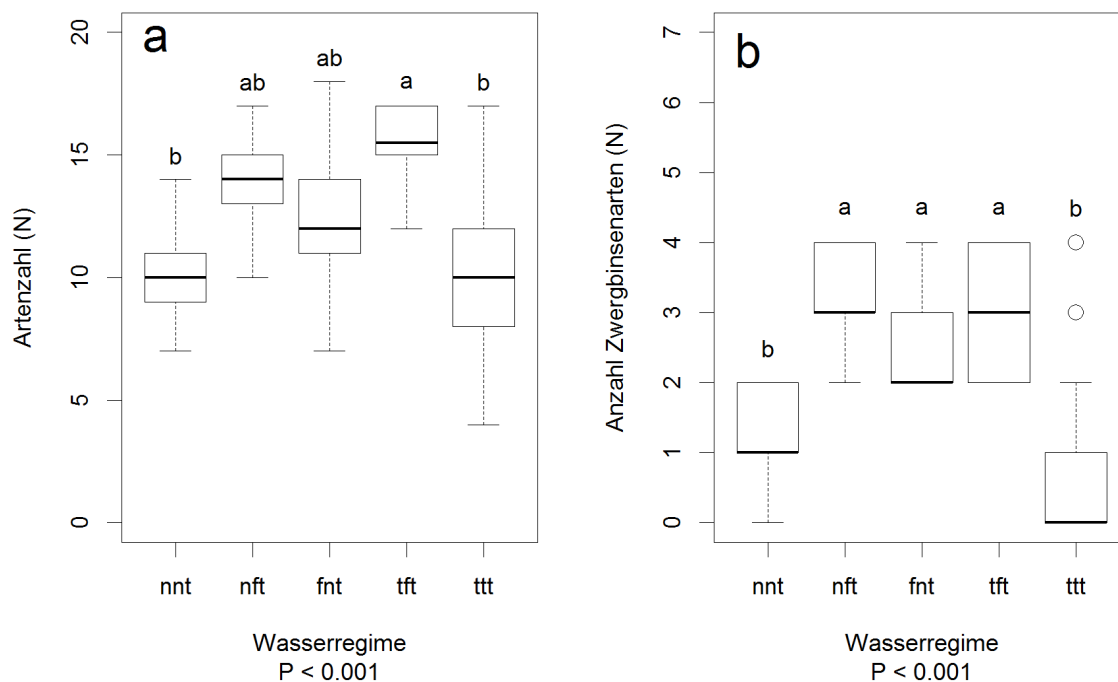 a
Artenzahl (N)
20
15
10
5
0
b
ab
ab
a
b
nnt
nft
fnt
tft
ttt
Wasserregime
P < 0.001
b
Anzahl Zwergbinsenarten (N)
7
6
5
4
3
2
1
0
b
a
a
a
b
nnt
nft
fnt
tft
ttt
Wasserregime
P < 0.001